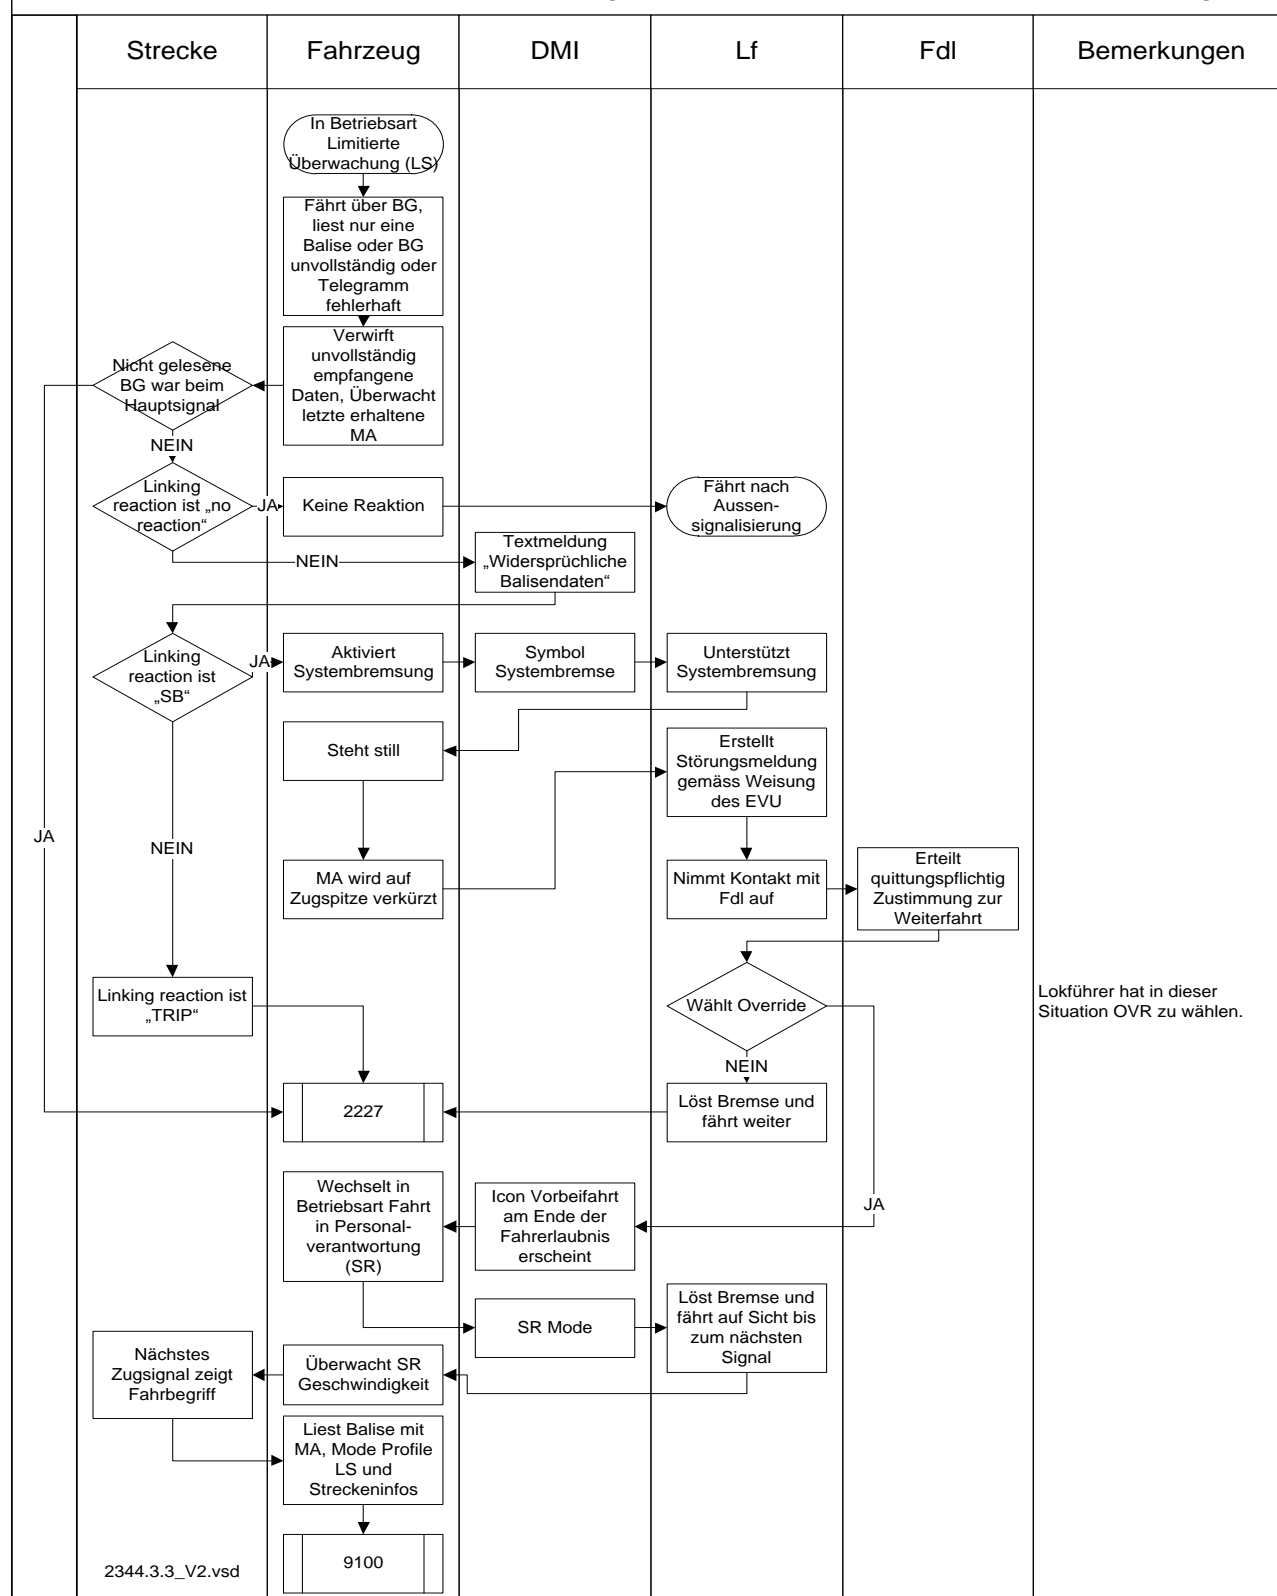 Strecke
Fahrzeug
DMI
Lf
Fdl
Bemerkungen
In Betriebsart
Limitierte
Überwachung (LS)
Fährt über BG,
liest nur eine
Balise oder BG
unvollständig oder
Telegramm
fehlerhaft
Verwirft
unvollständig
empfangene
Daten, Überwacht
letzte erhaltene
MA
Nicht gelesene
BG war beim
Hauptsignal
NEIN
Linking
reaction ist „no
reaction“
JA
Keine Reaktion
Fährt nach
Aussen-
signalisierung
NEIN
Textmeldung
„Widersprüchliche
Balisendaten“
Linking
reaction ist
„SB“
JA
Aktiviert
Systembremsung
Symbol
Systembremse
Unterstützt
Systembremsung
Steht still
Erstellt
Störungsmeldung
gemäss Weisung
des EVU
JA
NEIN
MA wird auf
Zugspitze verkürzt
Nimmt Kontakt mit
Fdl auf
Erteilt
quittungspflichtig
Zustimmung zur
Weiterfahrt
Linking reaction ist
„TRIP“
Wählt Override
Lokführer hat in dieser
Situation OVR zu wählen.
NEIN
2227
Löst Bremse und
fährt weiter
JA
Icon Vorbeifahrt
am Ende der
Fahrerlaubnis
erscheint
Wechselt in
Betriebsart Fahrt
in Personal-
verantwortung
(SR)
SR Mode
Löst Bremse und
fährt auf Sicht bis
zum nächsten
Signal
Überwacht SR
Geschwindigkeit
Nächstes
Zugsignal zeigt
Fahrbegriff
Liest Balise mit
MA, Mode Profile
LS und
Streckeninfos
9100
2344.3.3_V2.vsd